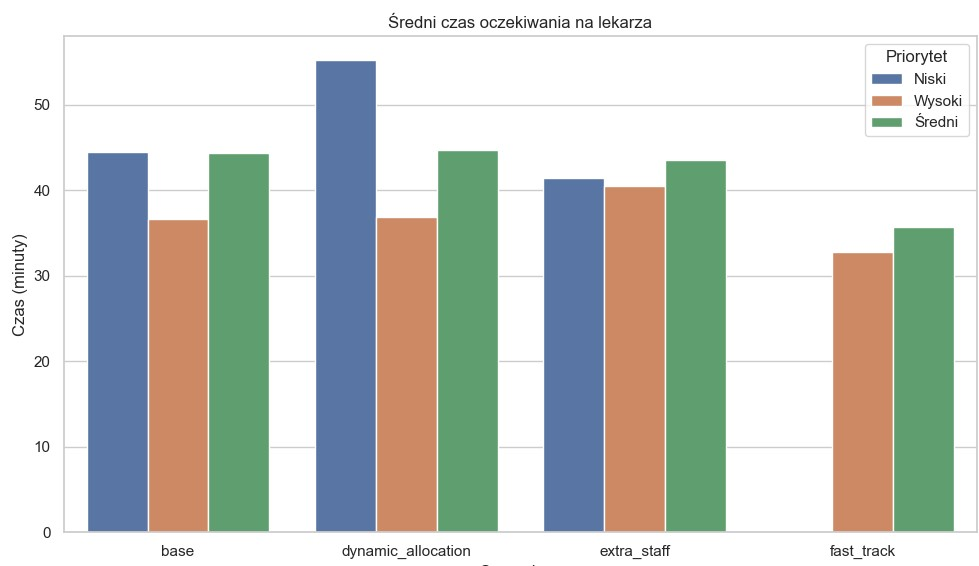 Średni czas oczekiwania na lekarza
Priorytet
Niski
Wysoki
Średni
Czas (minuty)
50
40
30
20
10
0
base
dynamic_allocation
extra_staff
fast_track